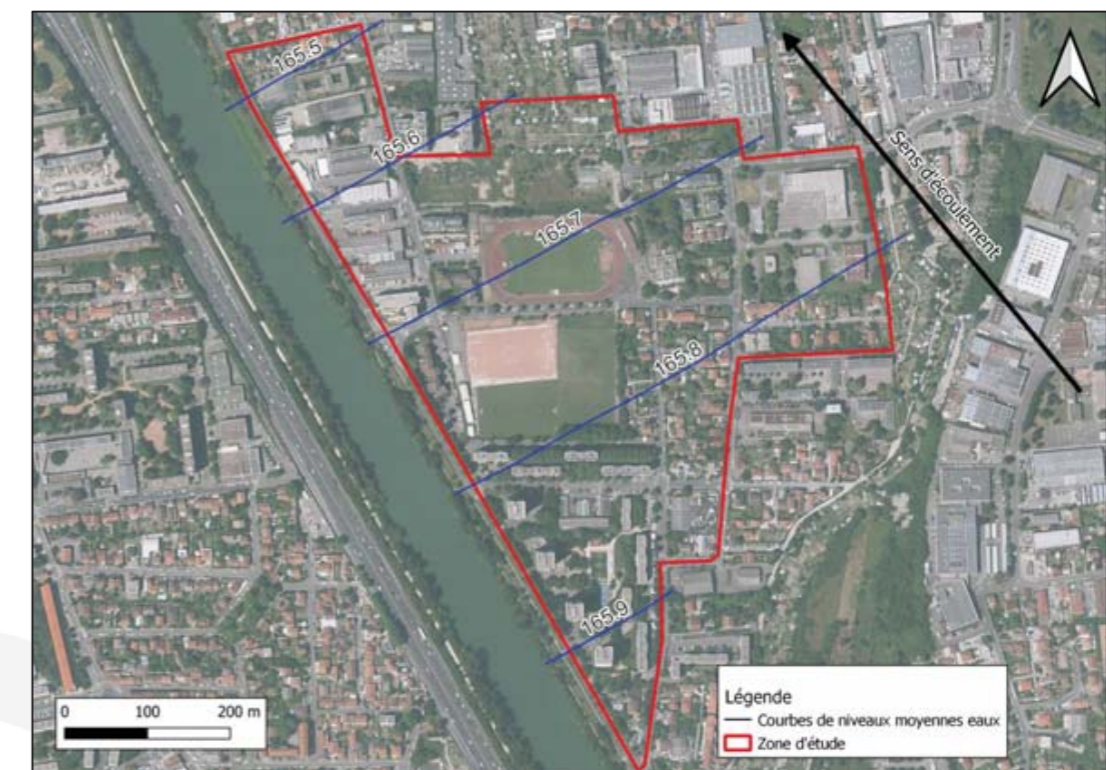 165.5
165.6
165.7
165.8
165.9
Sens d'écoulement
0 100 200 m
Légende
Courbes de niveaux moyennes eaux
Zone d'étude